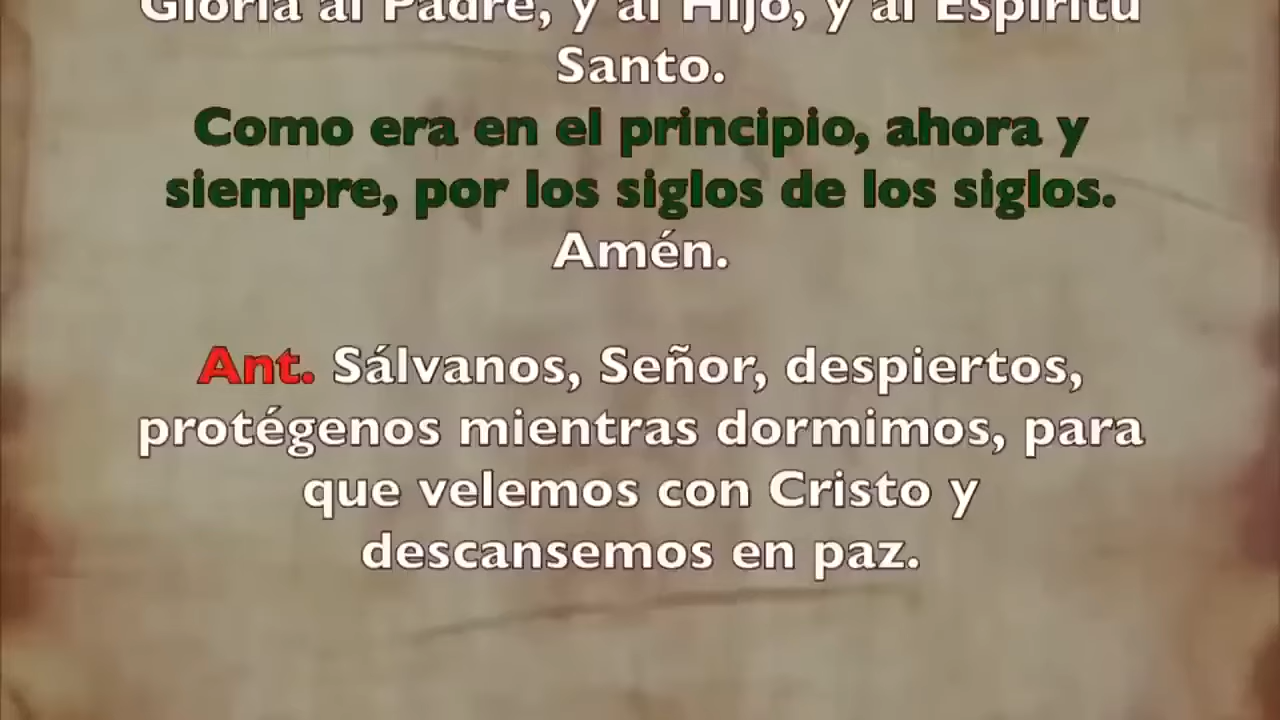 Gloria al Padre, y al Hijo, y al Espíritu
Santo.
Como era en el principio, ahora y
siempre, por los siglos de los siglos.
Amén.
Ant. Sálvanos, Señor, despiertos,
protégenos mientras dormimos, para
que velemos con Cristo y
descansemos en paz.